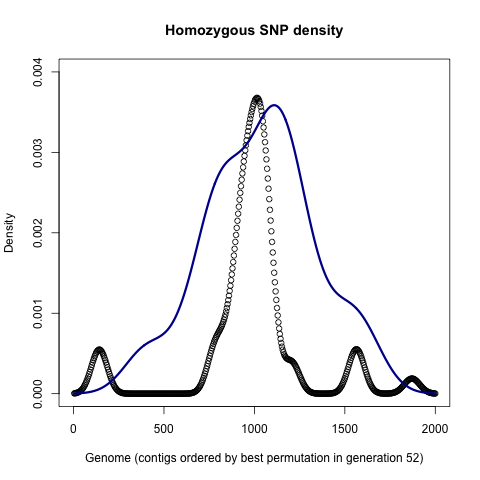 Homozygous SNP density
Density
0.004
0.003
0.002
0.001
0.000
0 500 1000 1500 2000
Genome (contigs ordered by best permutation in generation 52)